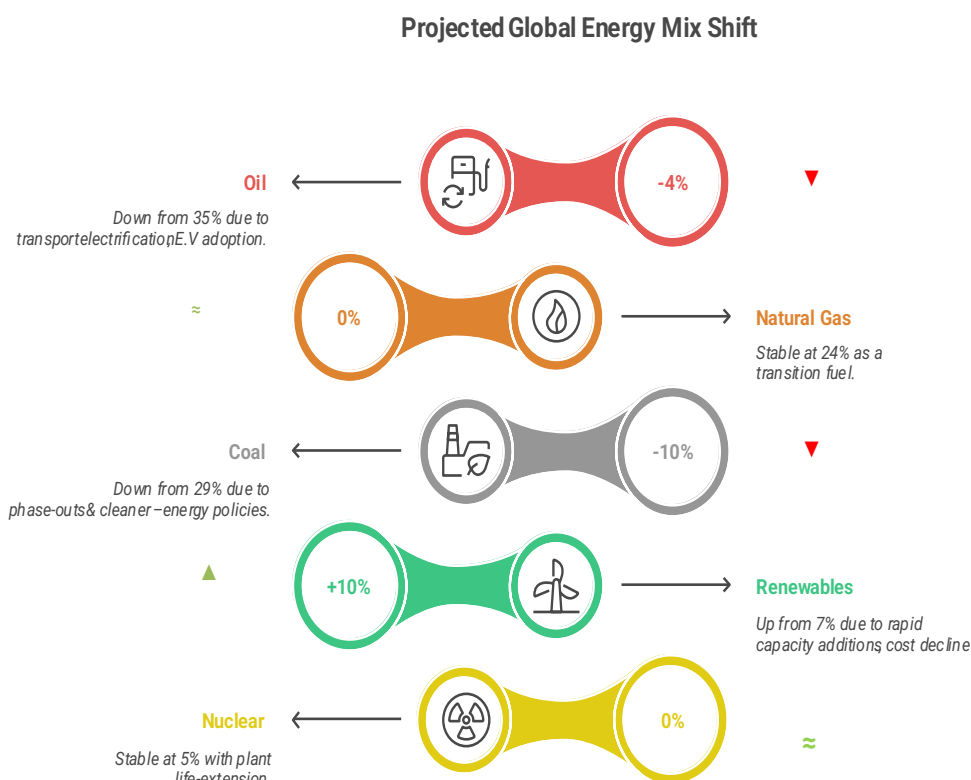 Projected Global Energy Mix Shift
Oil
-4%
▼
Down from 35% due to
transportelectrification,E.V adoption.
≈
0%
Natural Gas
Stable at 24% as a
transition fuel.
Coal
-10%
▼
Down from 29% due to
phase-outs& cleaner–energy policies.
▲
+10%
Renewables
Up from 7% due to rapid
capacity additions, cost decline
Nuclear
0%
≈
Stable at 5% with plant
life-extension.